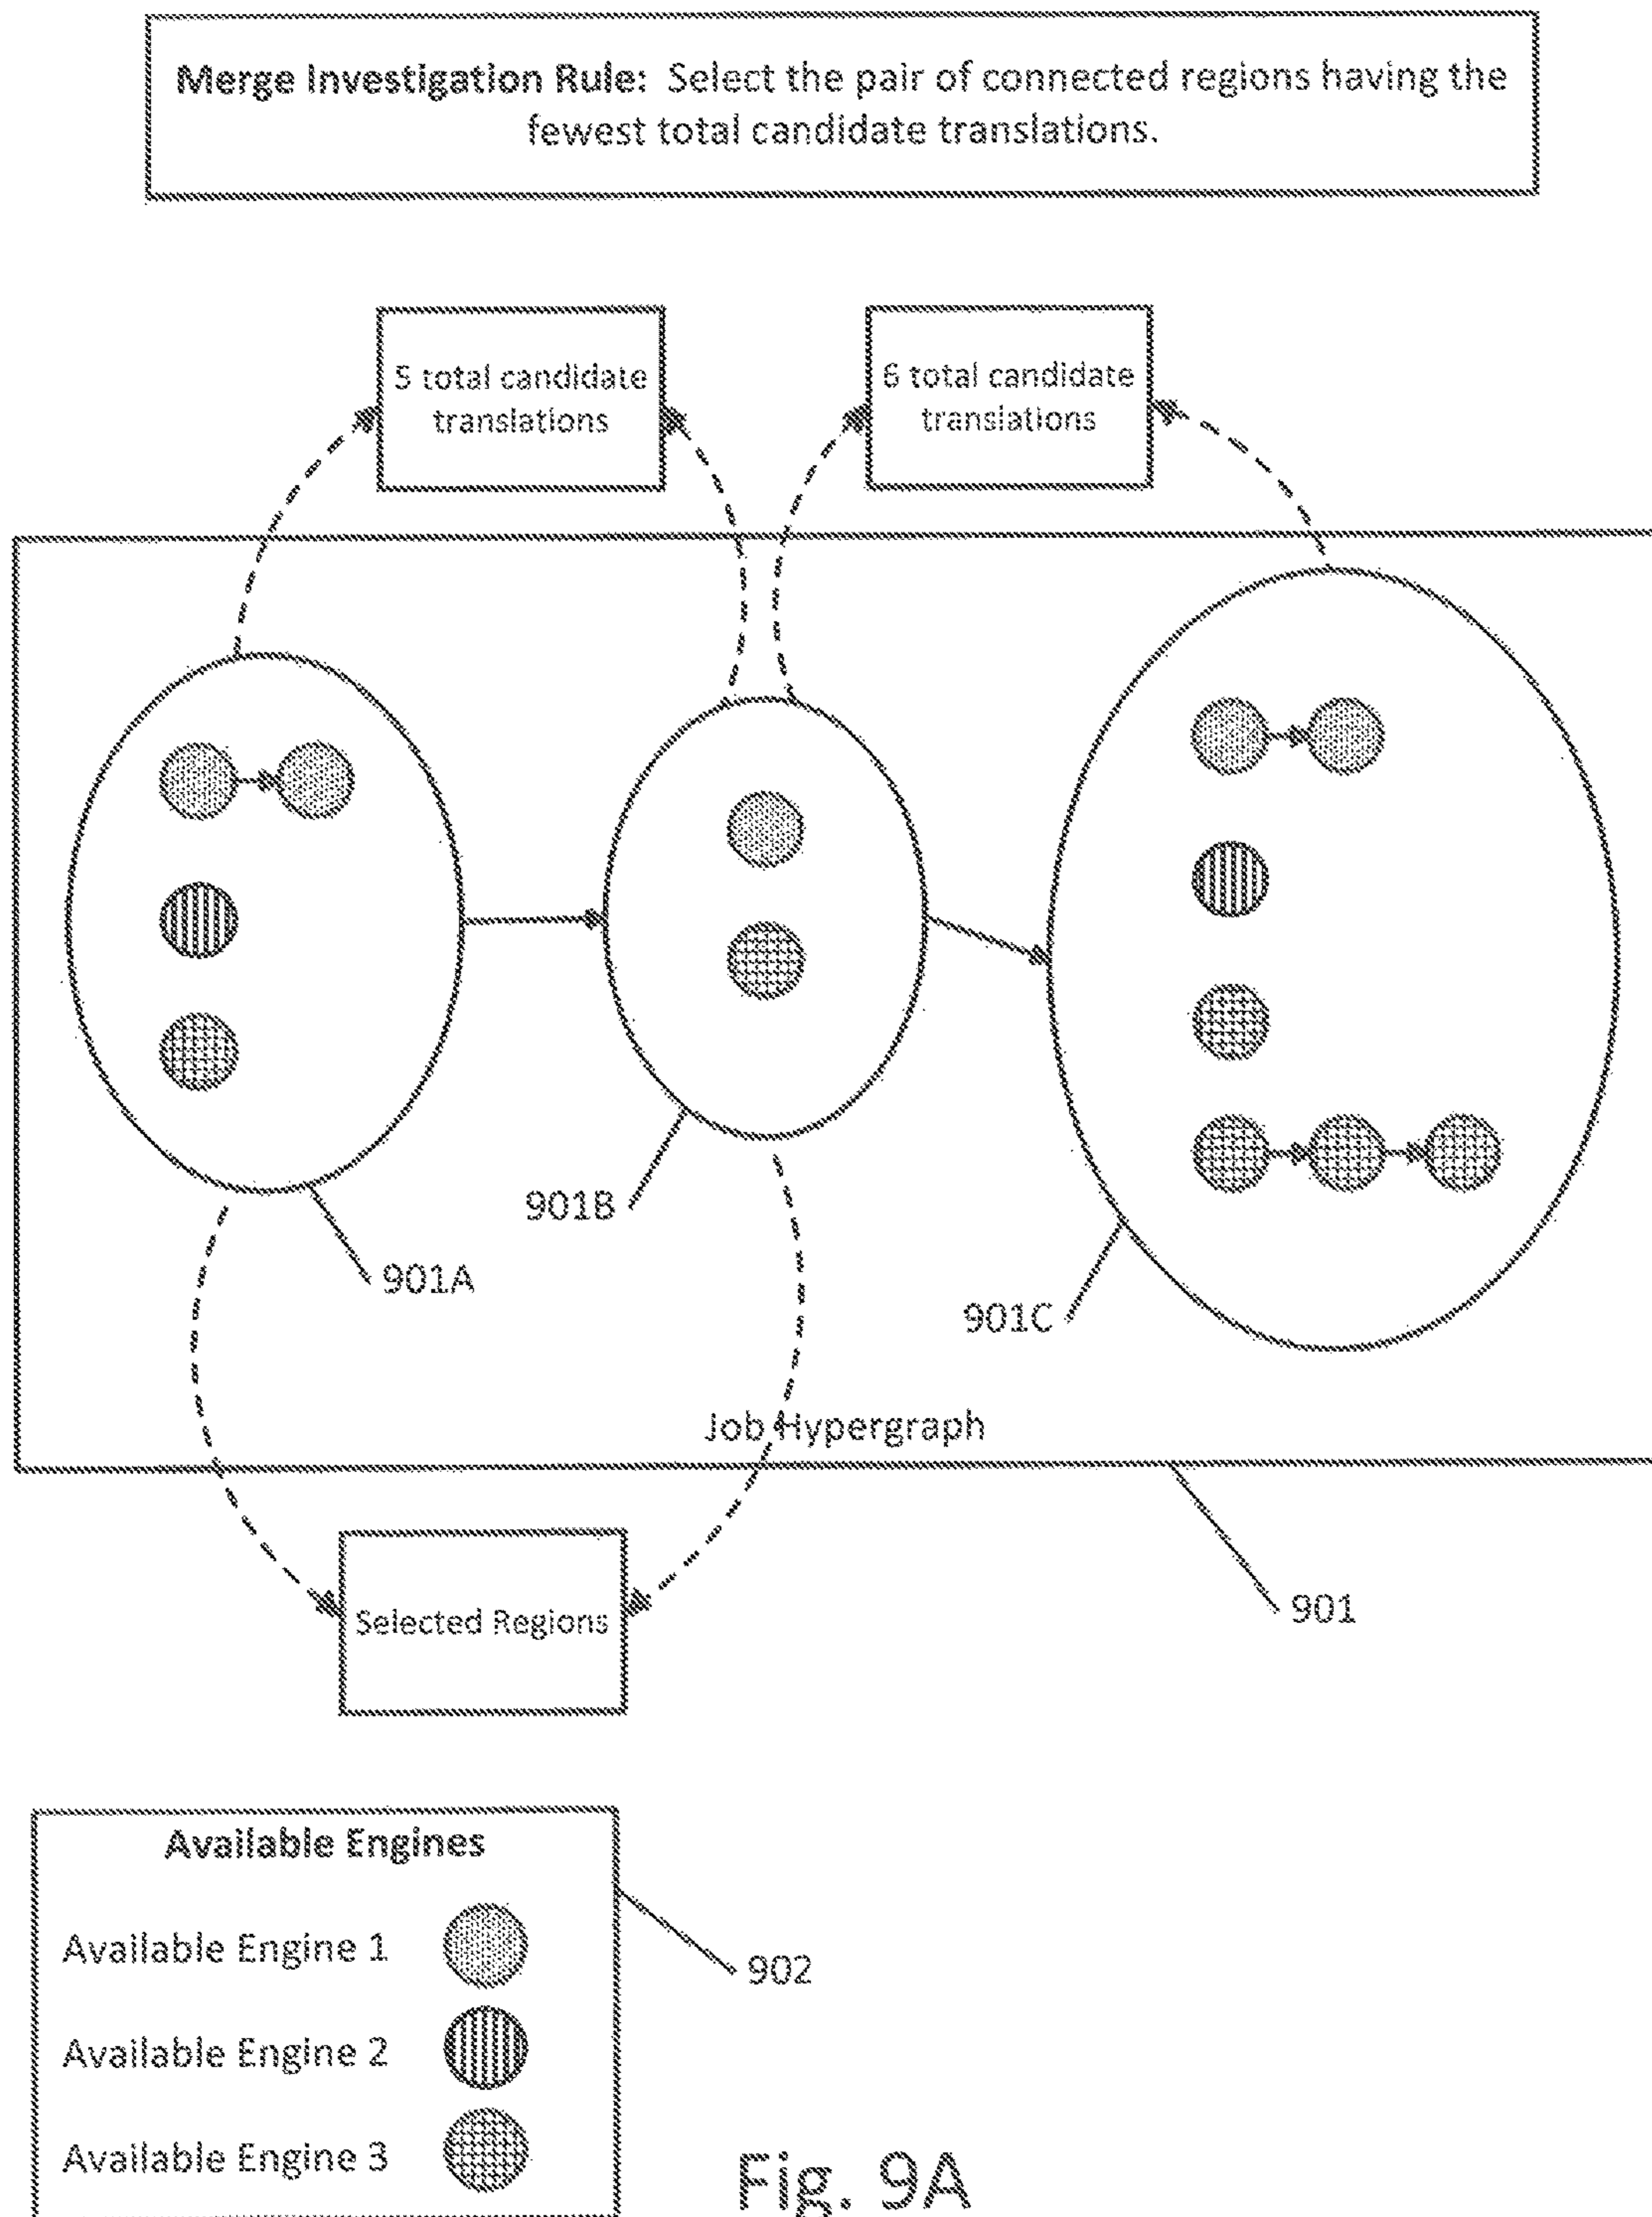 Merge Investigation Rule: Select the pair of connected regions having the
fewest total candidate translations.
5 total candidate
translations
6 total candidate
translations
901B
901A
901C
Job Hypergraph
Selected Regions
901
Available Engines
Available Engine 1
902
Available Engine 2
Available Engine 3
Fig. 9A